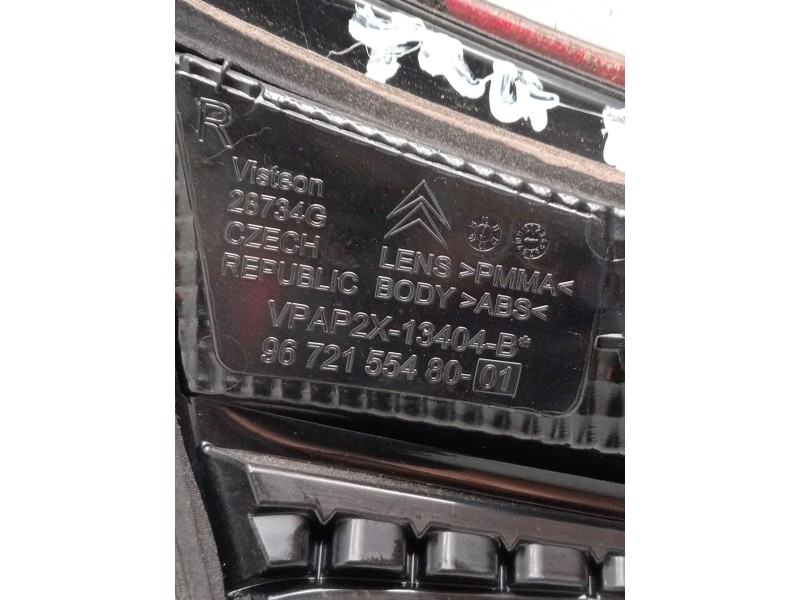 R
Visteon
28734G
CZECH
REPUBLIC
LENS >PMMA<
BODY >ABS<
VPAP2X-13404-B*
96 721 554 80-01